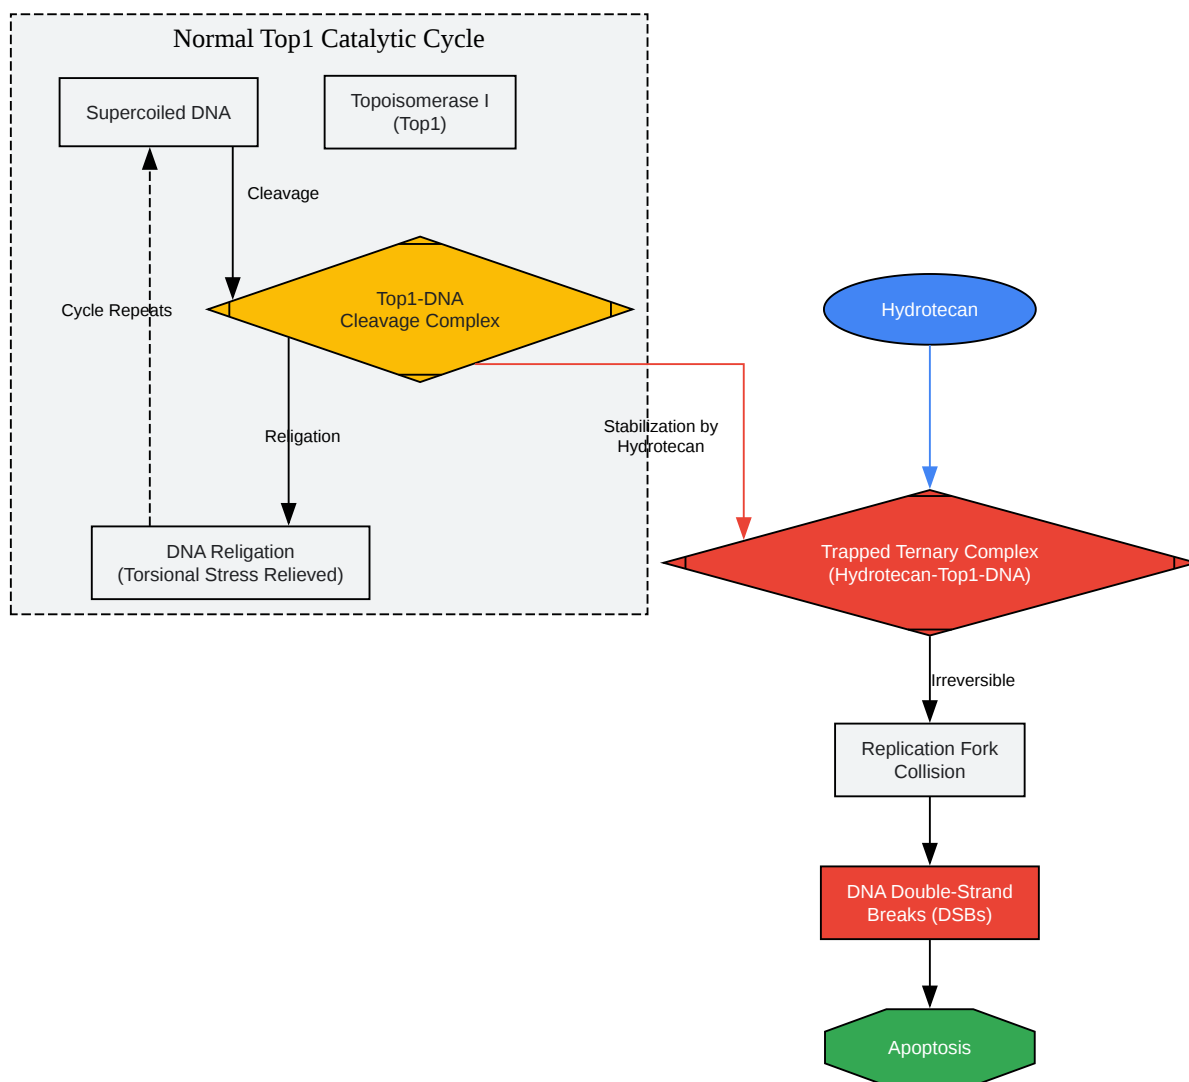 Normal Top1 Catalytic Cycle
Supercoiled DNA
Topoisomerase I
(Top1)
Cleavage
Top1-DNA
Cleavage Complex
Cycle Repeats
Hydrotecan
Religation
Stabilization by
Hydrotecan
DNA Religation
(Torsional Stress Relieved)
Trapped Ternary Complex
(Hydrotecan-Top1-DNA)
Irreversible
Replication Fork
Collision
DNA Double-Strand
Breaks (DSBs)
Apoptosis